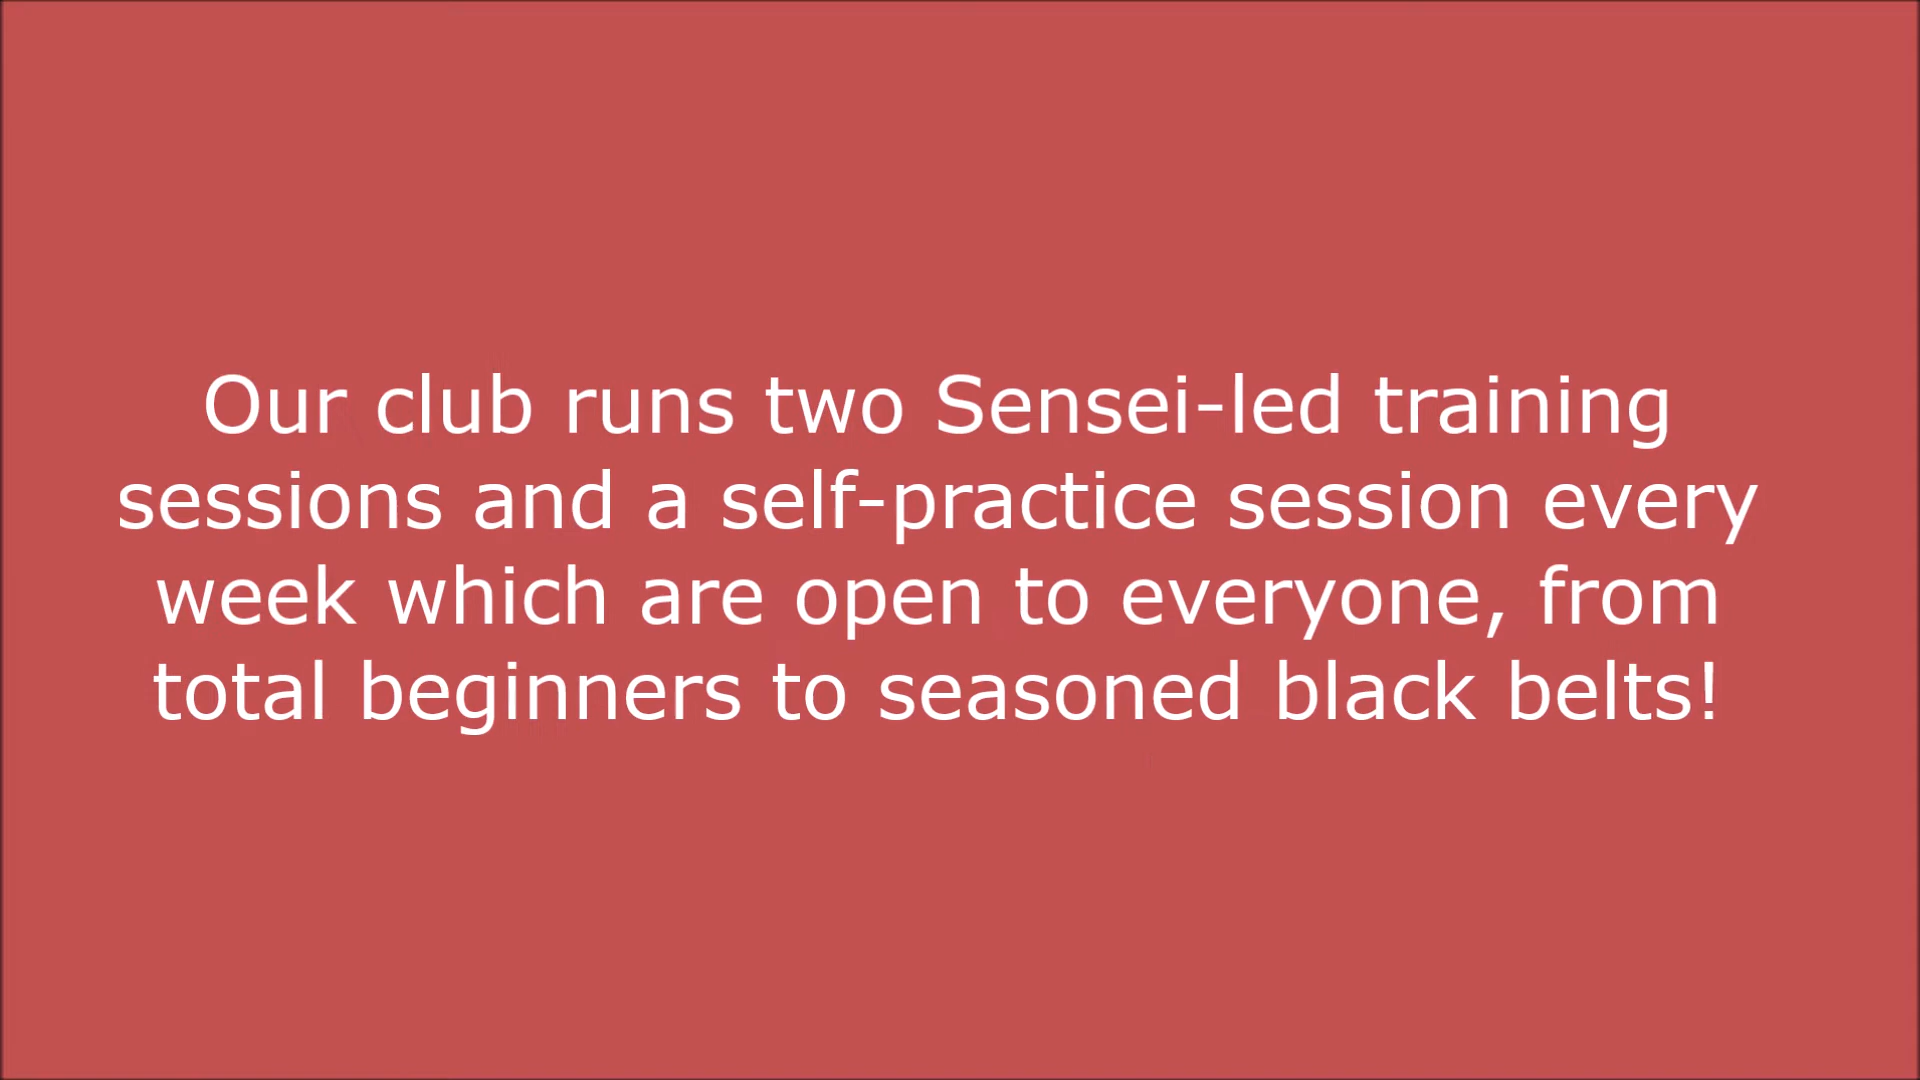 Our club runs two Sensei-led training
sessions and a self-practice session every
week which are open to everyone, from
total beginners to seasoned black belts!